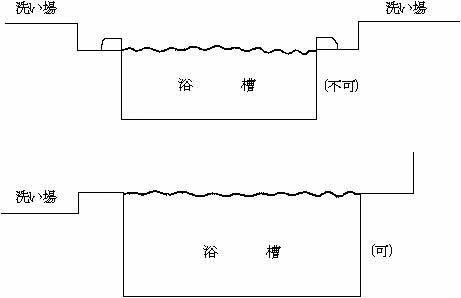 洗い場 洗い場
浴 槽 (不可)
洗い場
浴 槽 (可)